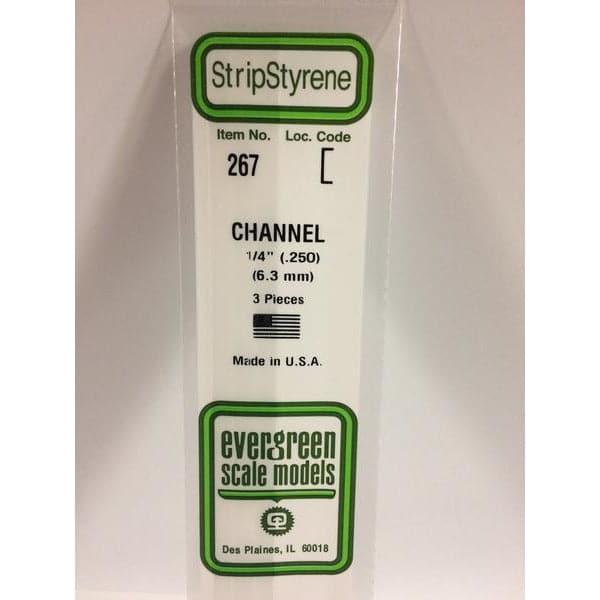 StripStyrene
Item No. Loc. Code
267 [
CHANNEL
1/4" (.250)
(6.3 mm)
3 Pieces
Made in U.S.A.
evergreen
scale models
Des Plaines, IL 60018